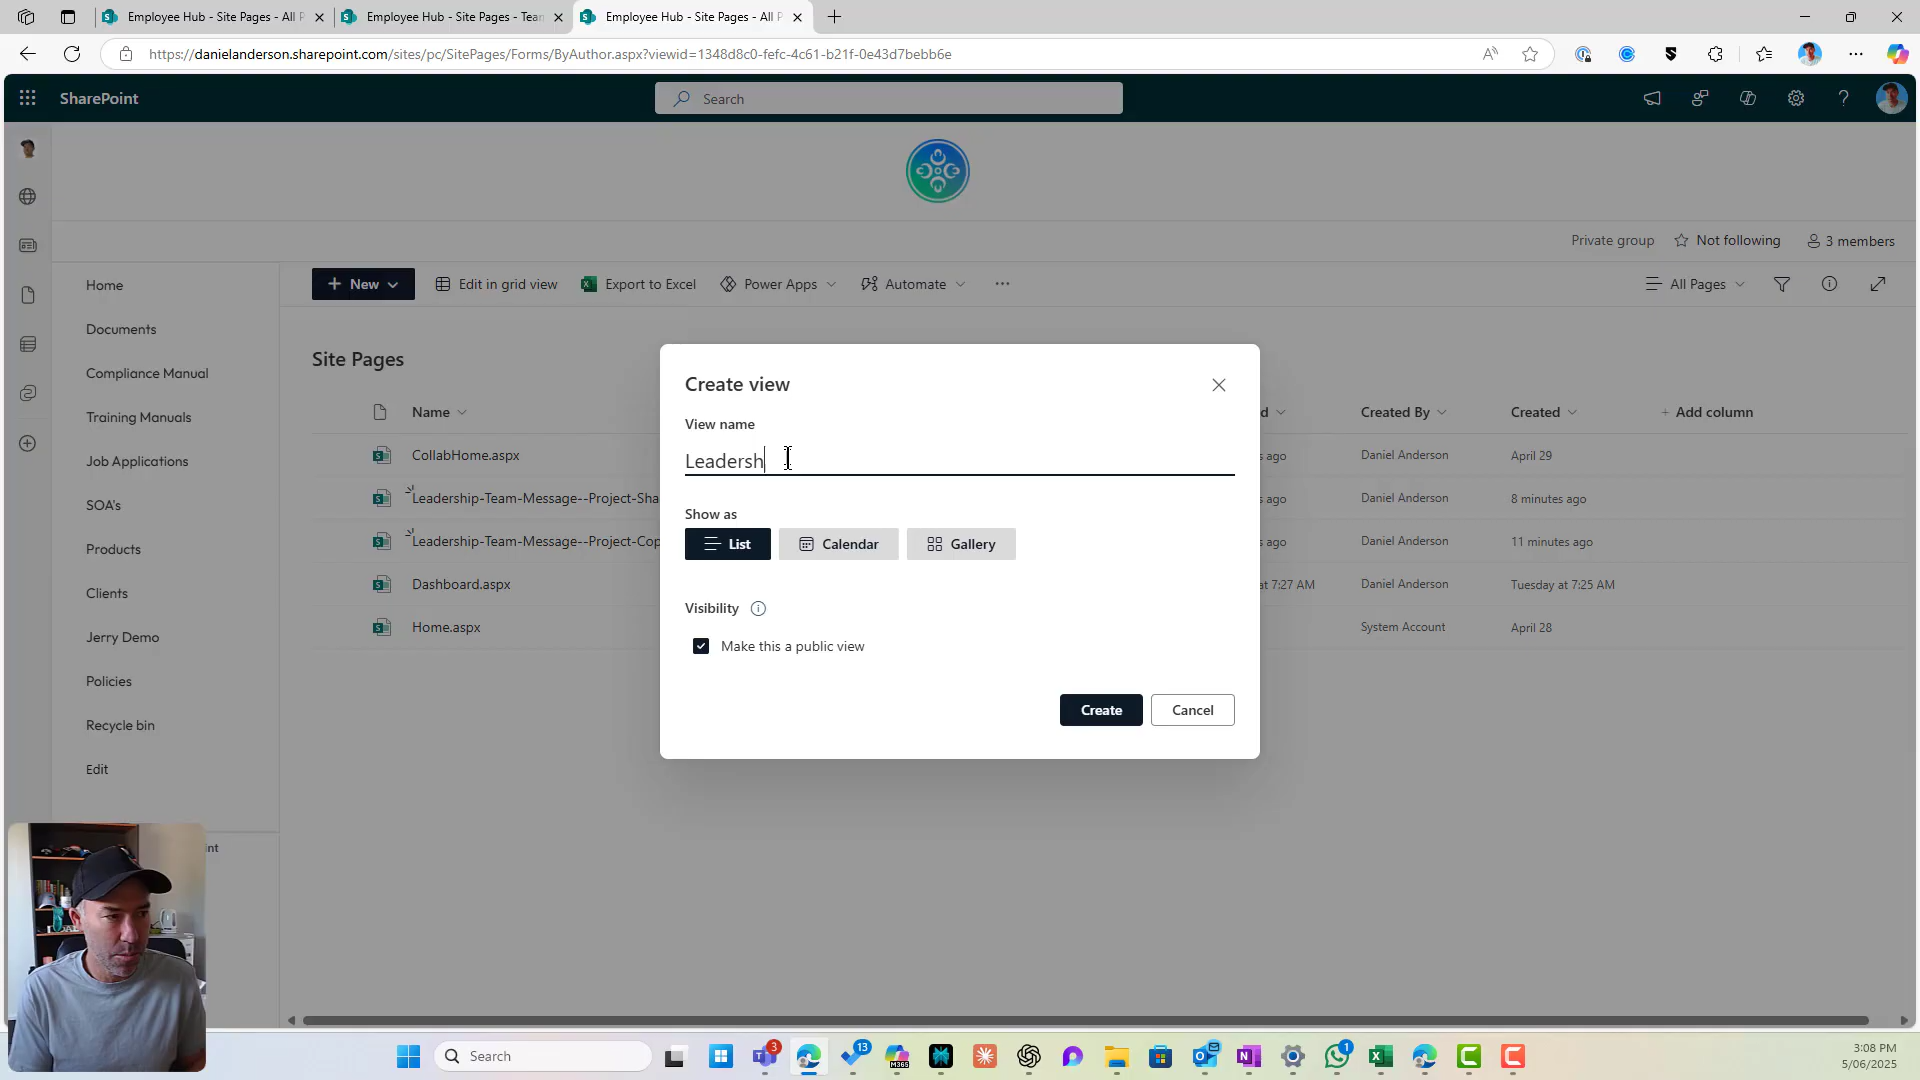 Employee Hub - Site Pages - All P
Employee Hub - Site Pages - Tean
Employee Hub - Site Pages - All P
https://danielanderson.sharepoint.com/sites/pc/SitePages/Forms/ByAuthor.aspx?viewid=1348d8c0-fefc-4c61-b21f-0e43d7bebb6e
SharePoint
Search
Private group
Not following
3 members
Home
Documents
Compliance Manual
Training Manuals
Job Applications
SOA's
Products
Clients
Jerry Demo
Policies
Recycle bin
Edit
int
New
Edit in grid view
Export to Excel
Power Apps
Automate
All Pages
Site Pages
Name
d
Created By
Created
+ Add column
CollabHome.aspx
s ago
Daniel Anderson
April 29
Leadership-Team-Message--Project-Sha
s ago
Daniel Anderson
8 minutes ago
Leadership-Team-Message--Project-Cop
s ago
Daniel Anderson
11 minutes ago
Dashboard.aspx
at 7:27 AM
Daniel Anderson
Tuesday at 7:25 AM
Home.aspx
System Account
April 28
Create view
View name
Leadersh
Show as
List
Calendar
Gallery
Visibility
Make this a public view
Create
Cancel
Search
3
13
M365
1
3:08 PM
5/06/2025